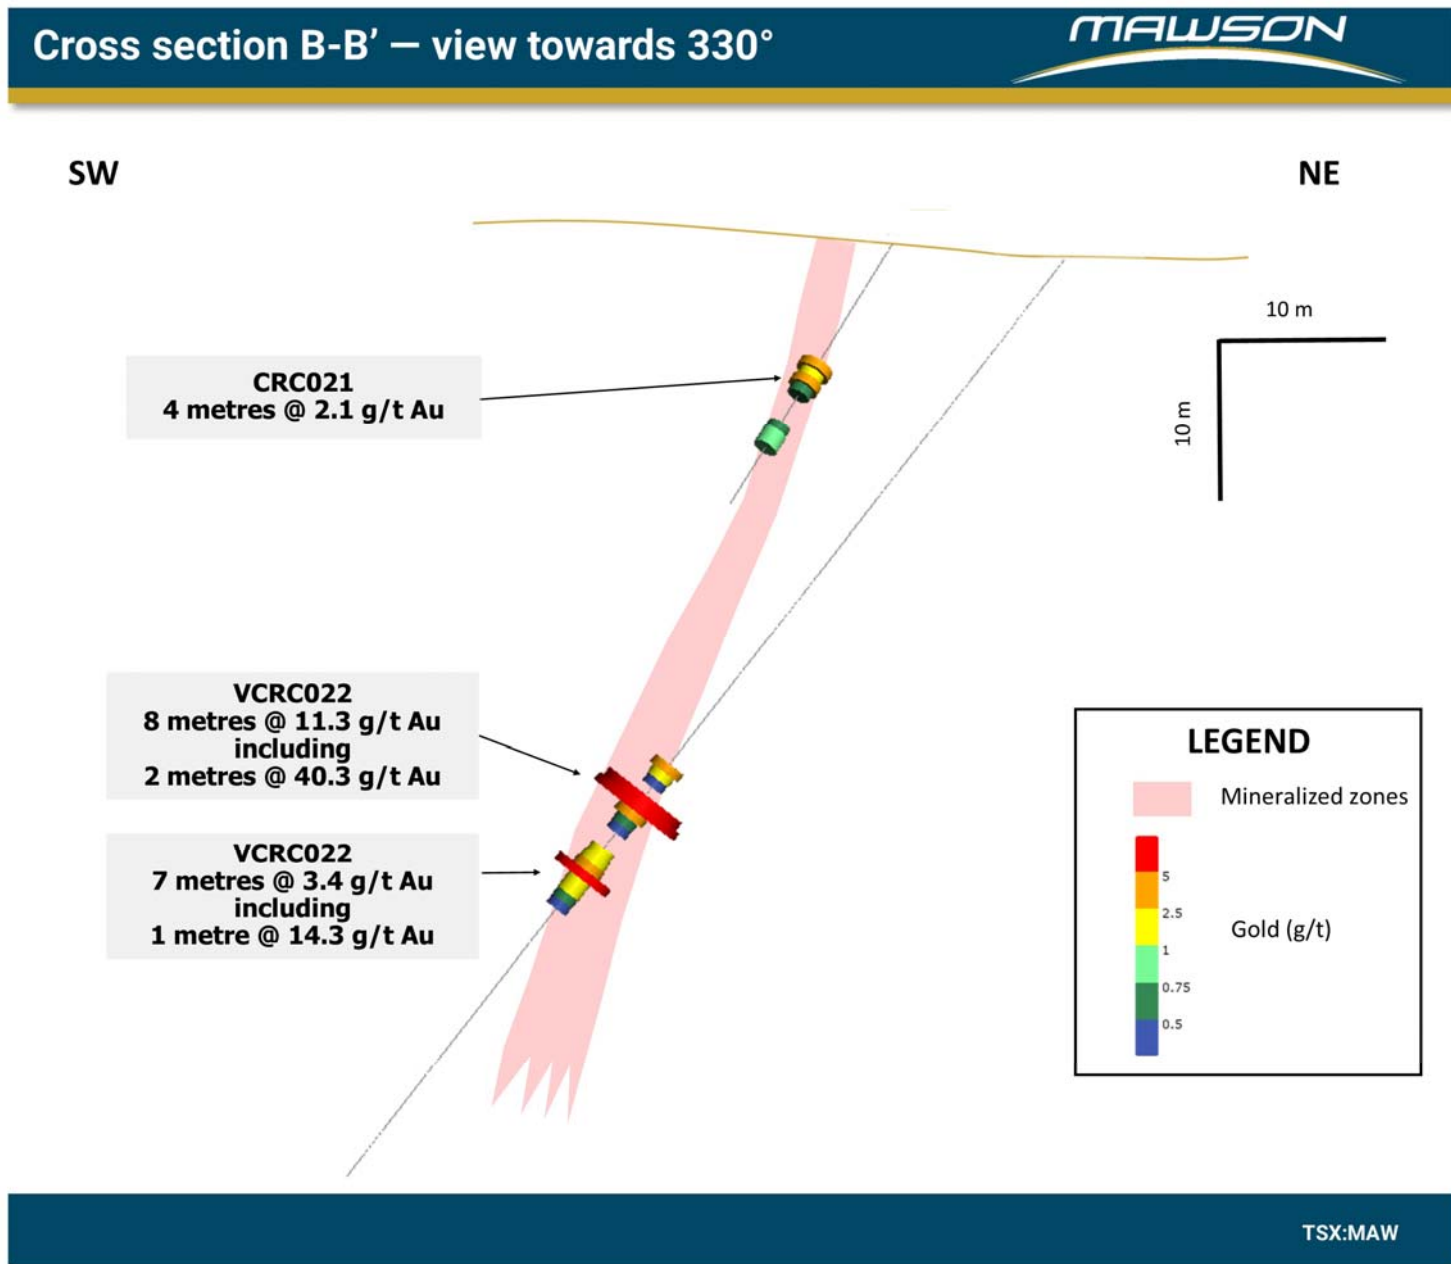 Cross section B-B’ — view towards 330°
MAWSON
SW
NE
10 m
10 m
CRC021
4 metres @ 2.1 g/t Au
VCRC022
8 metres @ 11.3 g/t Au
including
2 metres @ 40.3 g/t Au
VCRC022
7 metres @ 3.4 g/t Au
including
1 metre @ 14.3 g/t Au
LEGEND
Mineralized zones
5
2.5
1
0.75
0.5
Gold (g/t)
TSX:MAW